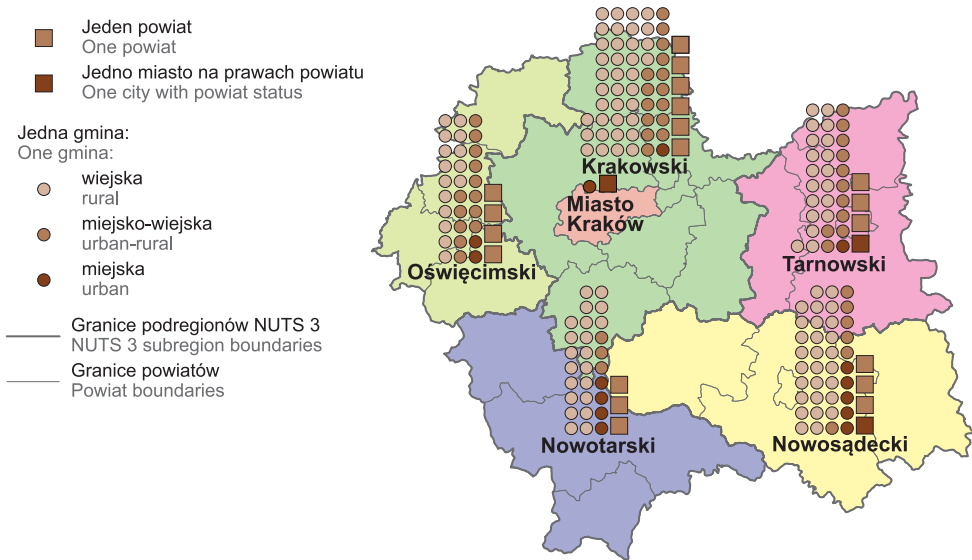 Jeden powiat
One powiat
Jedno miasto na prawach powiatu
One city with powiat status
Jedna gmina:
One gmina:
wiejska
rural
miejsko-wiejska
urban-rural
miejska
urban
Granice podregionów NUTS 3
NUTS 3 subregion boundaries
Granice powiatów
Powiat boundaries
Krakowski
Miasto
Kraków
Oświęcimski
Tarnowski
Nowotarski
Nowosądecki